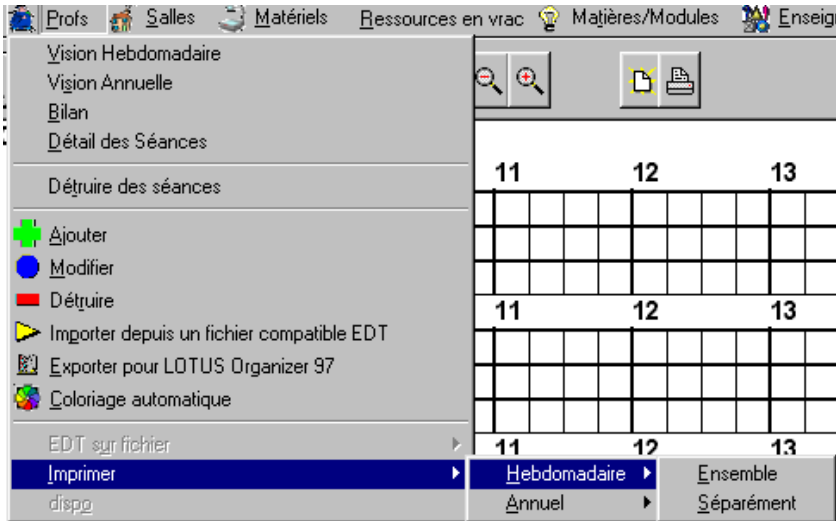 Profs Salles Matériels Ressources en vrac Matières/Modules Enseig
Vision Hebdomadaire
Vision Annuelle
Bilan
Détail des Séances
11 12 13
Détruire des séances
Ajouter
Modifier
Détruire
11 12 13
Importer depuis un fichier compatible EDT
Exporter pour LOTUS Organizer 97
Coloriage automatique
EDT sur fichier
11 12 13
Imprimer Hebdomadaire Ensemble
dispo Annuel Séparément